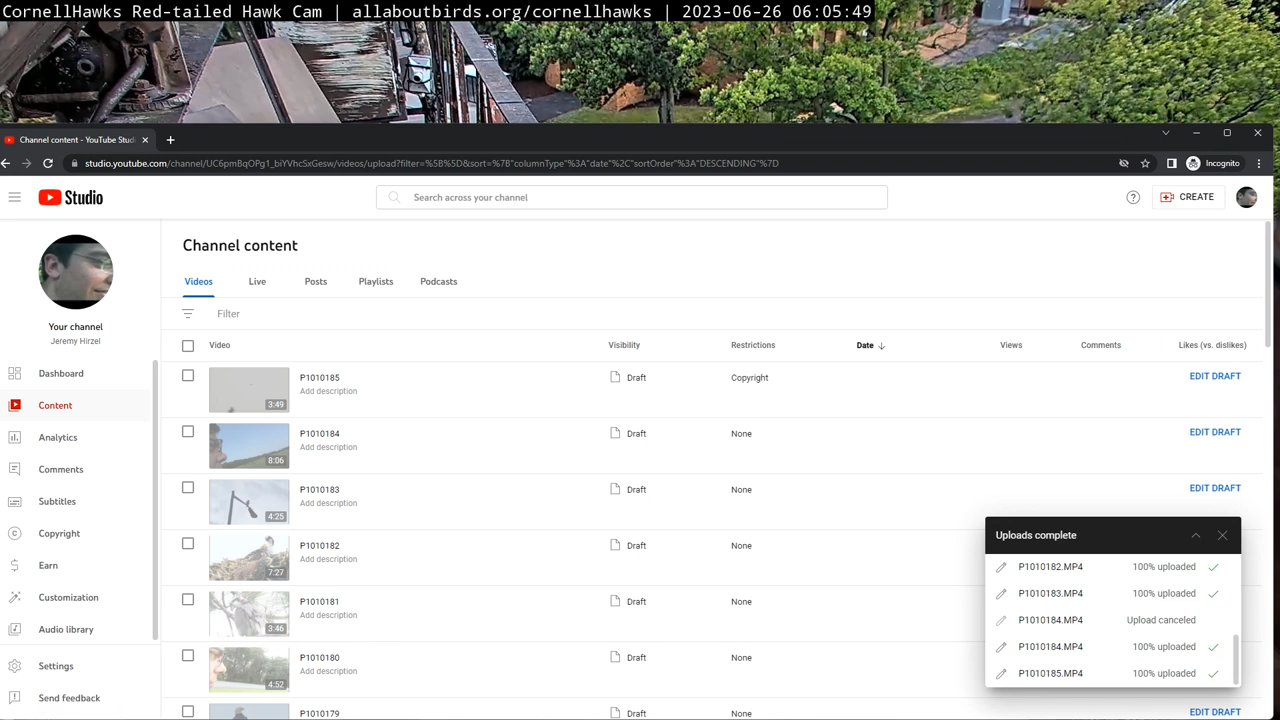 CornellHawks Red-tailed Hawk Cam | allaboutbirds.org/cornellhawks | 2023-06-26 06:05:49
Channel content - YouTube Studi
studio.youtube.com/channel/UC6pmBqOPg1_biYVhcSxGesw/videos/upload?filter=%5B%5D&sort=%7B"columnType"%3A"date"%2C"sortOrder"%3A"DESCENDING"%7D
Incognito
Studio
Search across your channel
CREATE
Your channel
Jeremy Hirzel
Dashboard
Content
Analytics
Comments
Subtitles
Copyright
Earn
Customization
Audio library
Settings
Send feedback
Channel content
Videos Live Posts Playlists Podcasts
Filter
Video Visibility Restrictions Date Views Comments Likes (vs. dislikes)
P1010185 Draft Copyright EDIT DRAFT
Add description
3:49
P1010184 Draft None EDIT DRAFT
Add description
8:06
P1010183 Draft None EDIT DRAFT
Add description
4:25
P1010182 Draft None
Add description
7:27
P1010181 Draft None
Add description
3:46
P1010180 Draft None
Add description
4:52
P1010179 Draft None EDIT DRAFT
Uploads complete
P1010182.MP4 100% uploaded
P1010183.MP4 100% uploaded
P1010184.MP4 Upload canceled
P1010184.MP4 100% uploaded
P1010185.MP4 100% uploaded